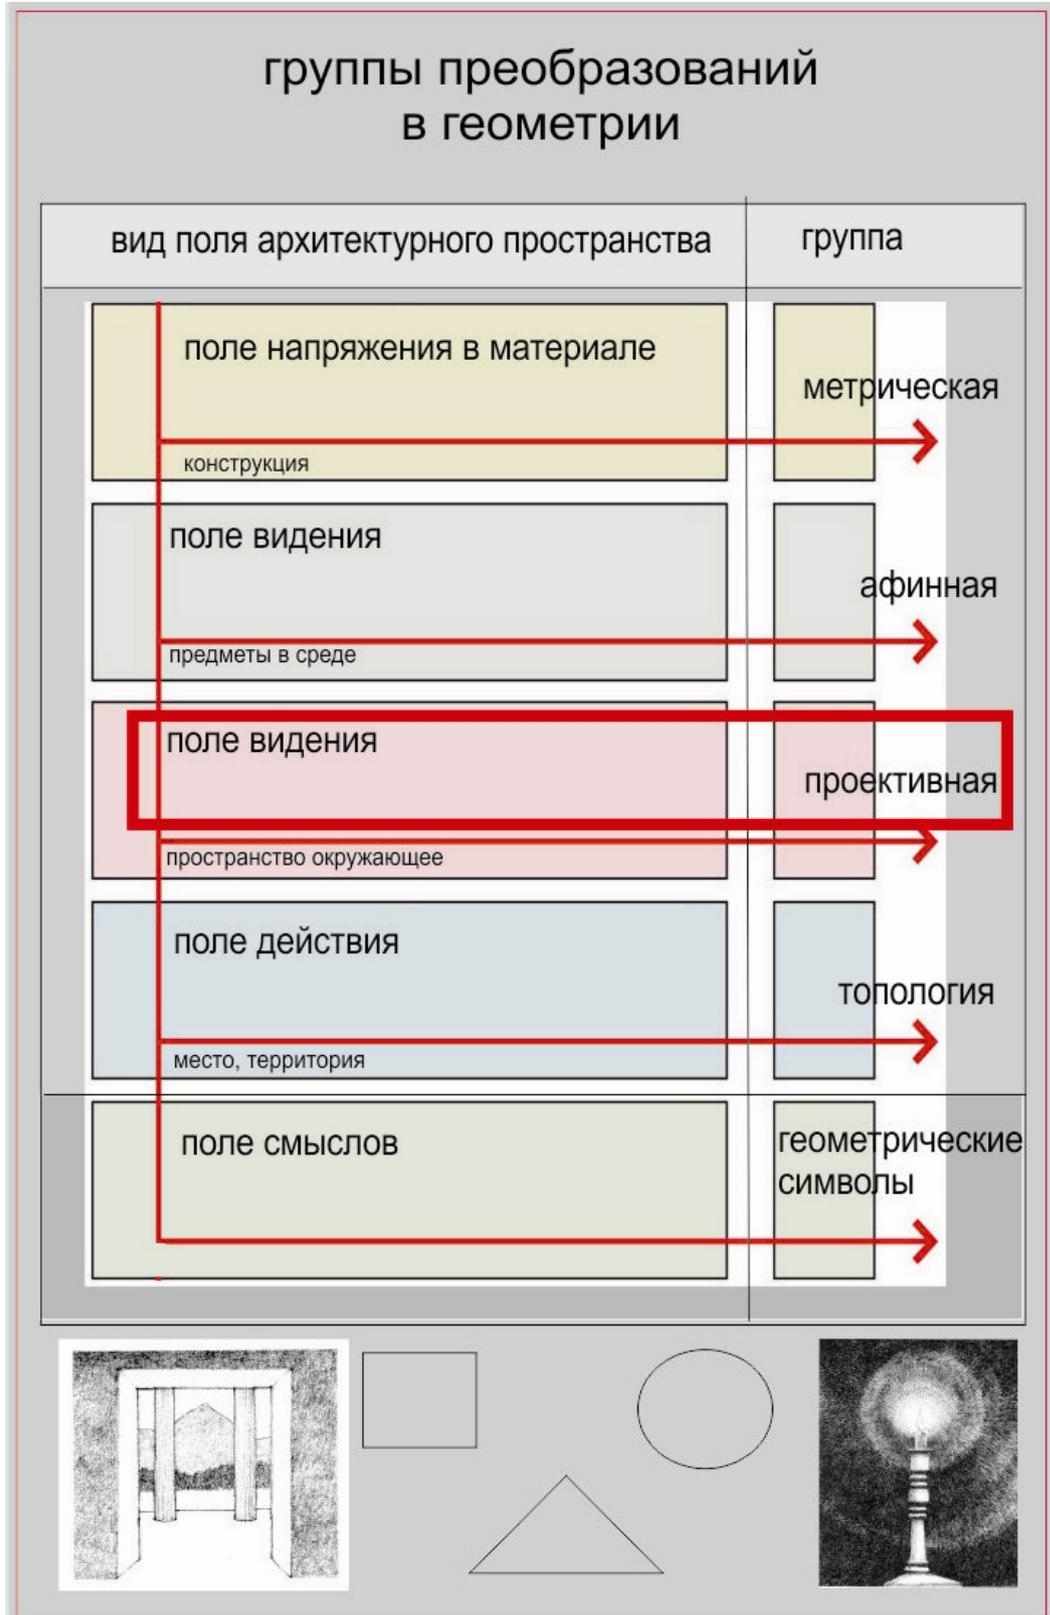 группы преобразований
в геометрии
вид поля архитектурного пространства
группа
поле напряжения в материале
метрическая
конструкция
поле видения
афинная
предметы в среде
поле видения
проективная
пространство окружающее
поле действия
топология
место, территория
поле смыслов
геометрические
символы